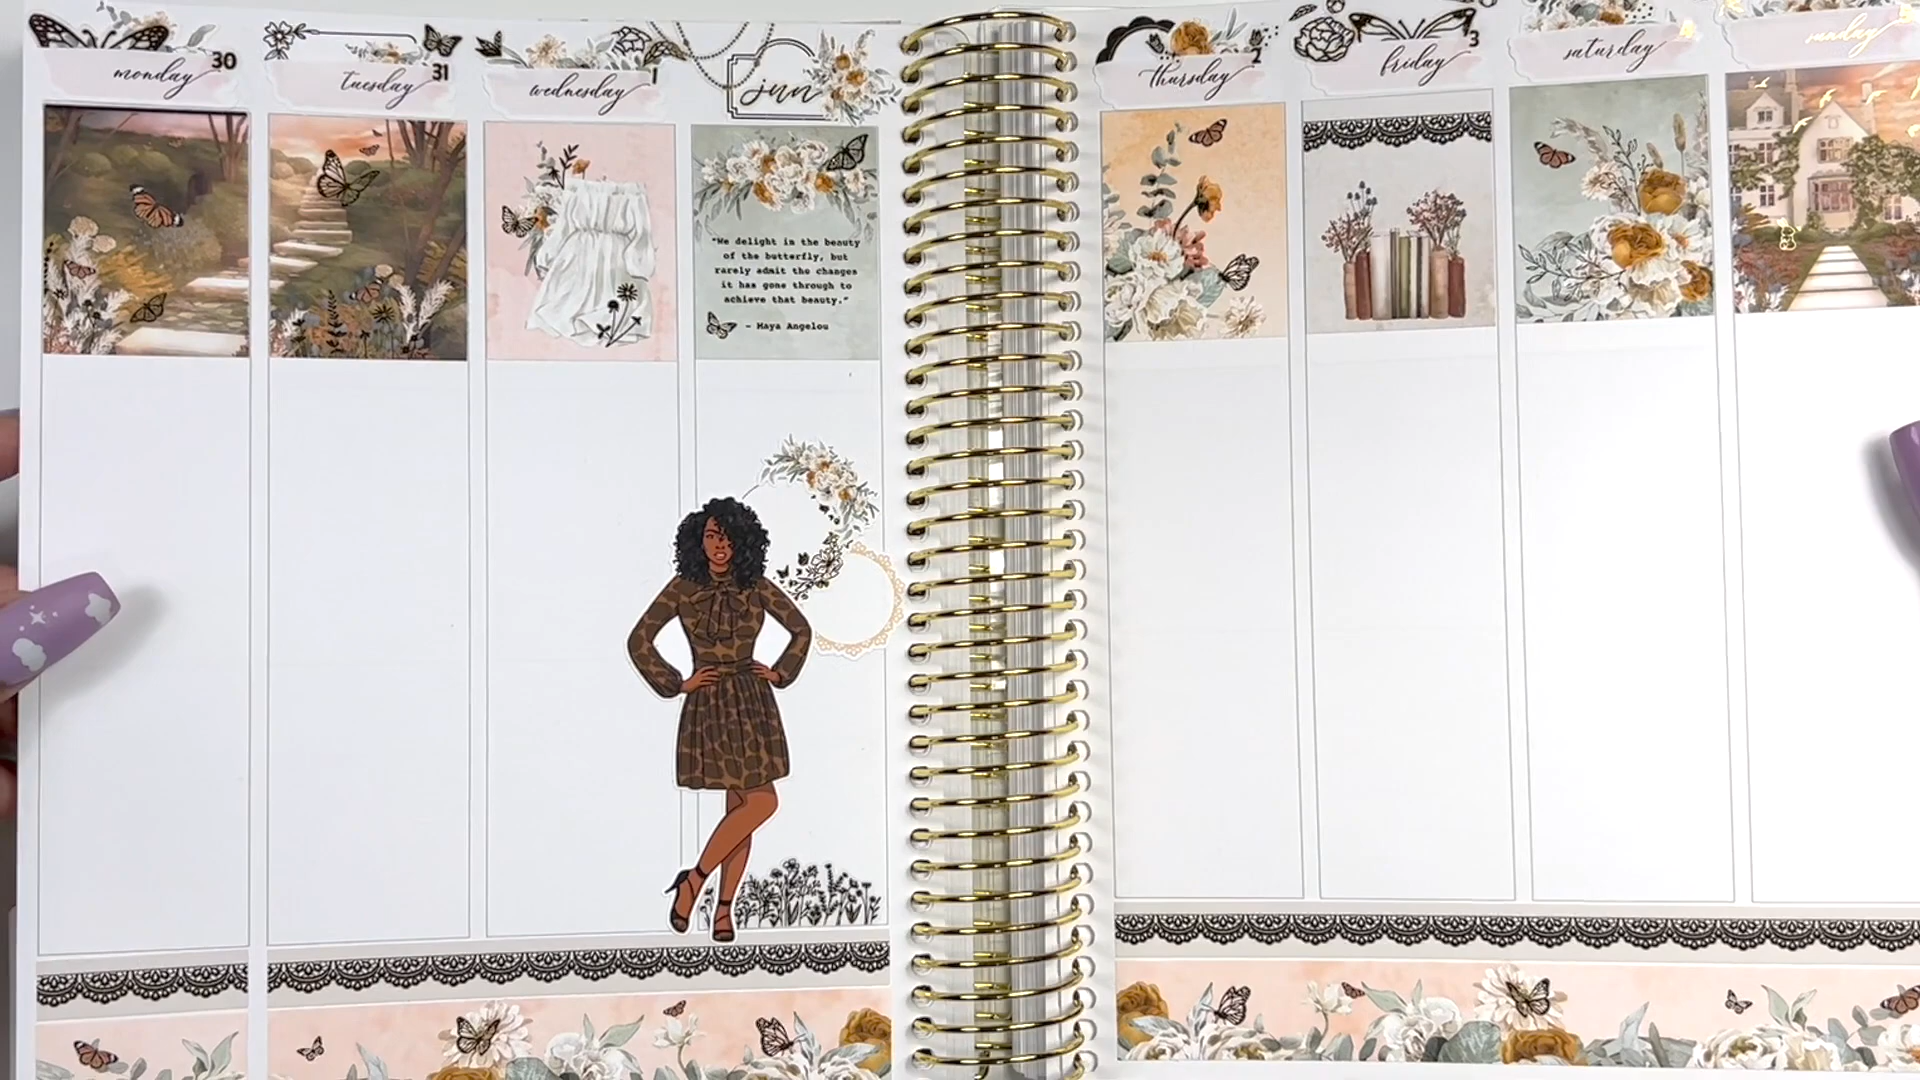 monday 30
tuesday 31
wednesday 1
jun
thursday 2
friday 3
saturday
sunday
"We delight in the beauty
of the butterfly, but
rarely admit the changes
it has gone through to
achieve that beauty."
- Maya Angelou